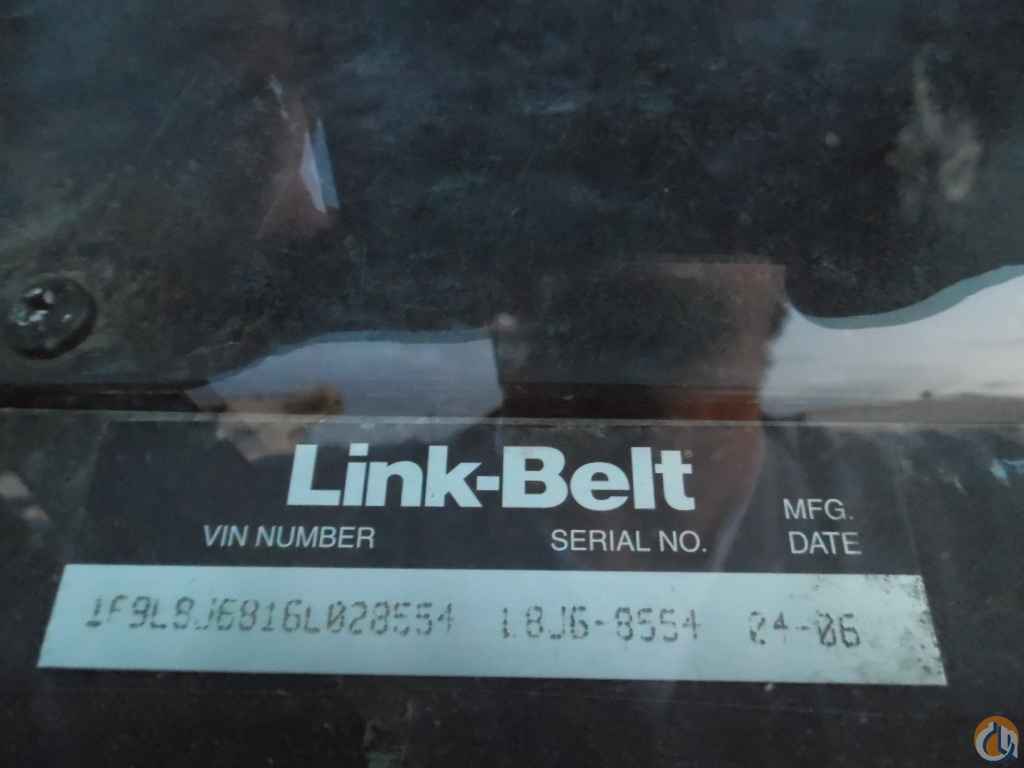 Link-Belt
VIN NUMBER SERIAL NO. MFG. DATE
1F9L8J6816L028554 L8J6-8554 04-06